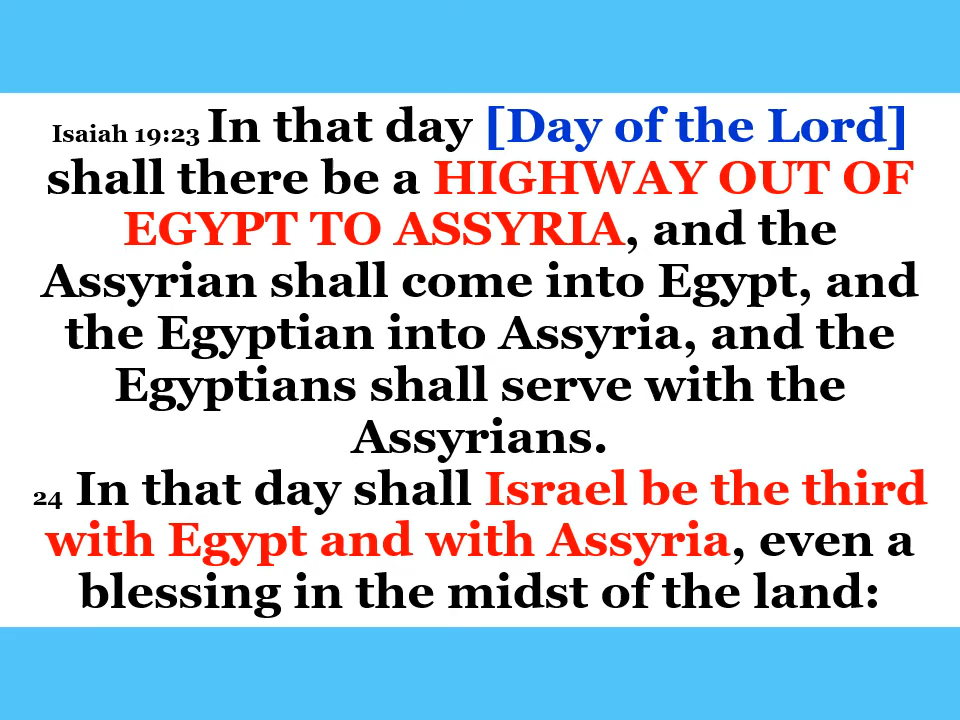 Isaiah 19:23 In that day [Day of the Lord]
shall there be a HIGHWAY OUT OF
EGYPT TO ASSYRIA, and the
Assyrian shall come into Egypt, and
the Egyptian into Assyria, and the
Egyptians shall serve with the
Assyrians.
24 In that day shall Israel be the third
with Egypt and with Assyria, even a
blessing in the midst of the land: